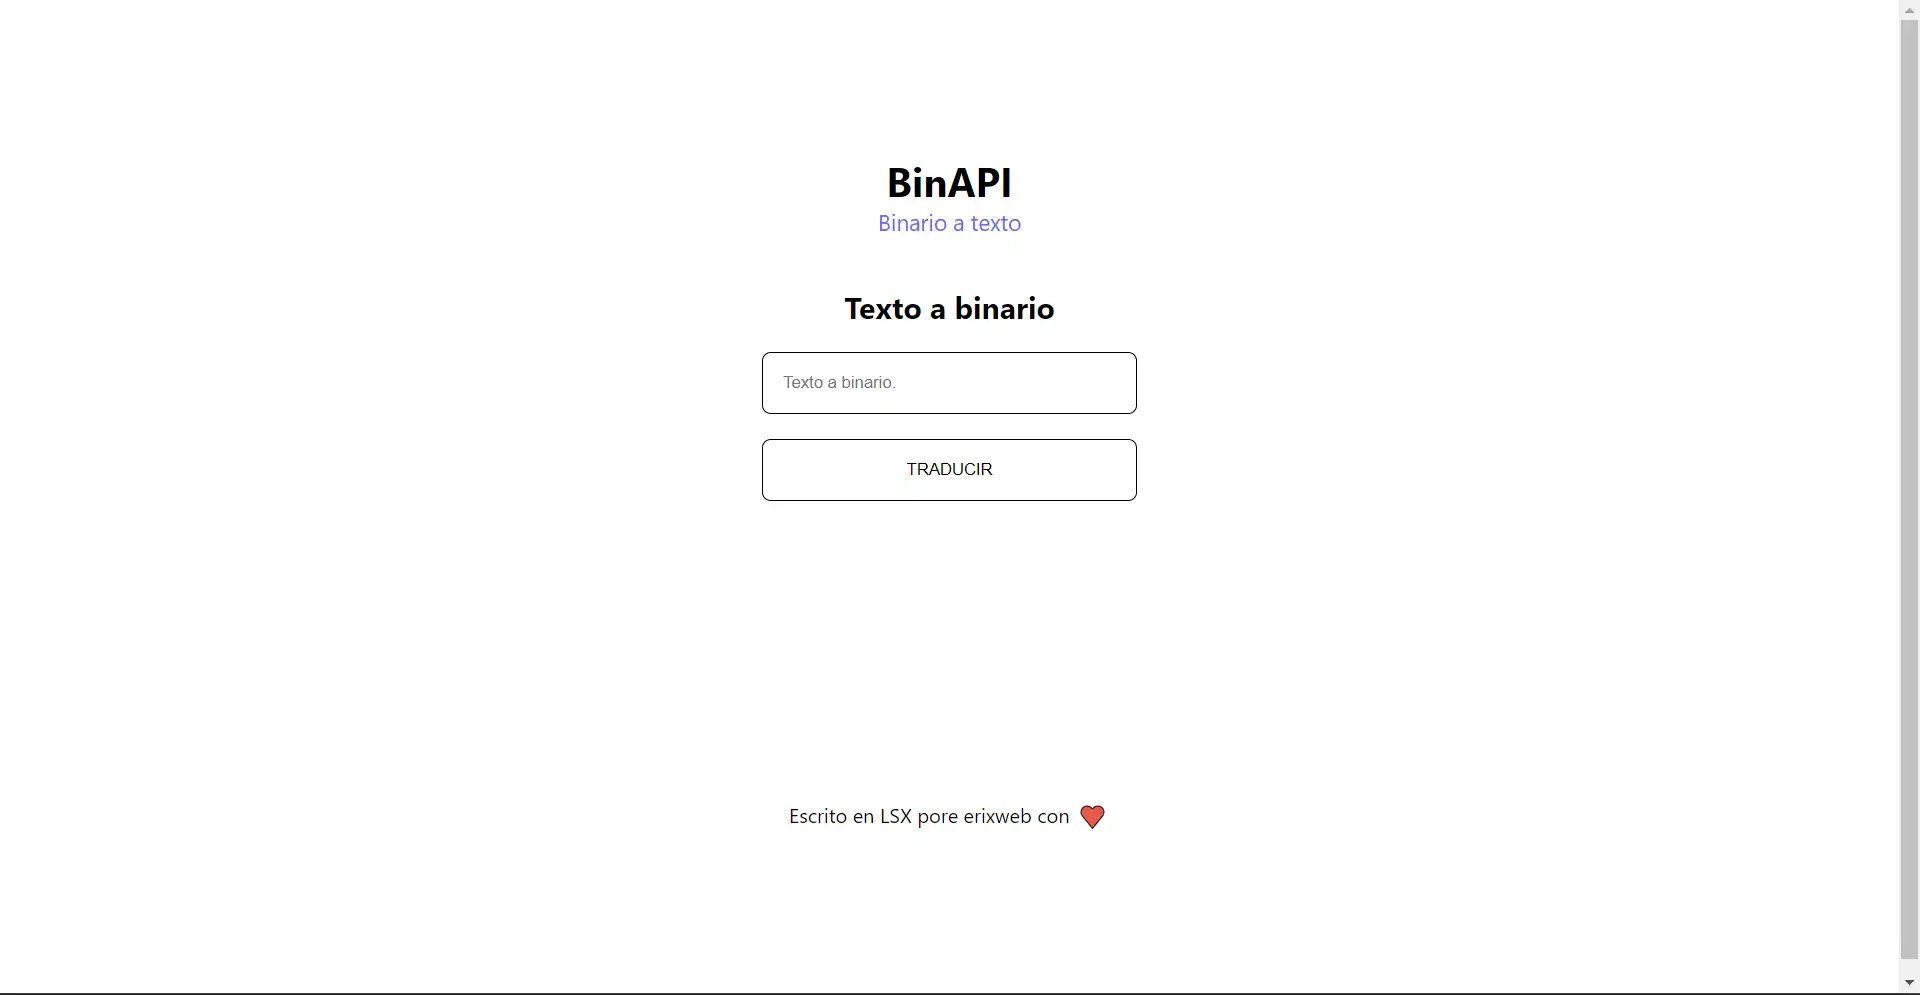 BinAPI
Binario a texto
Texto a binario
Texto a binario.
TRADUCIR
Escrito en LSX pore erixweb con